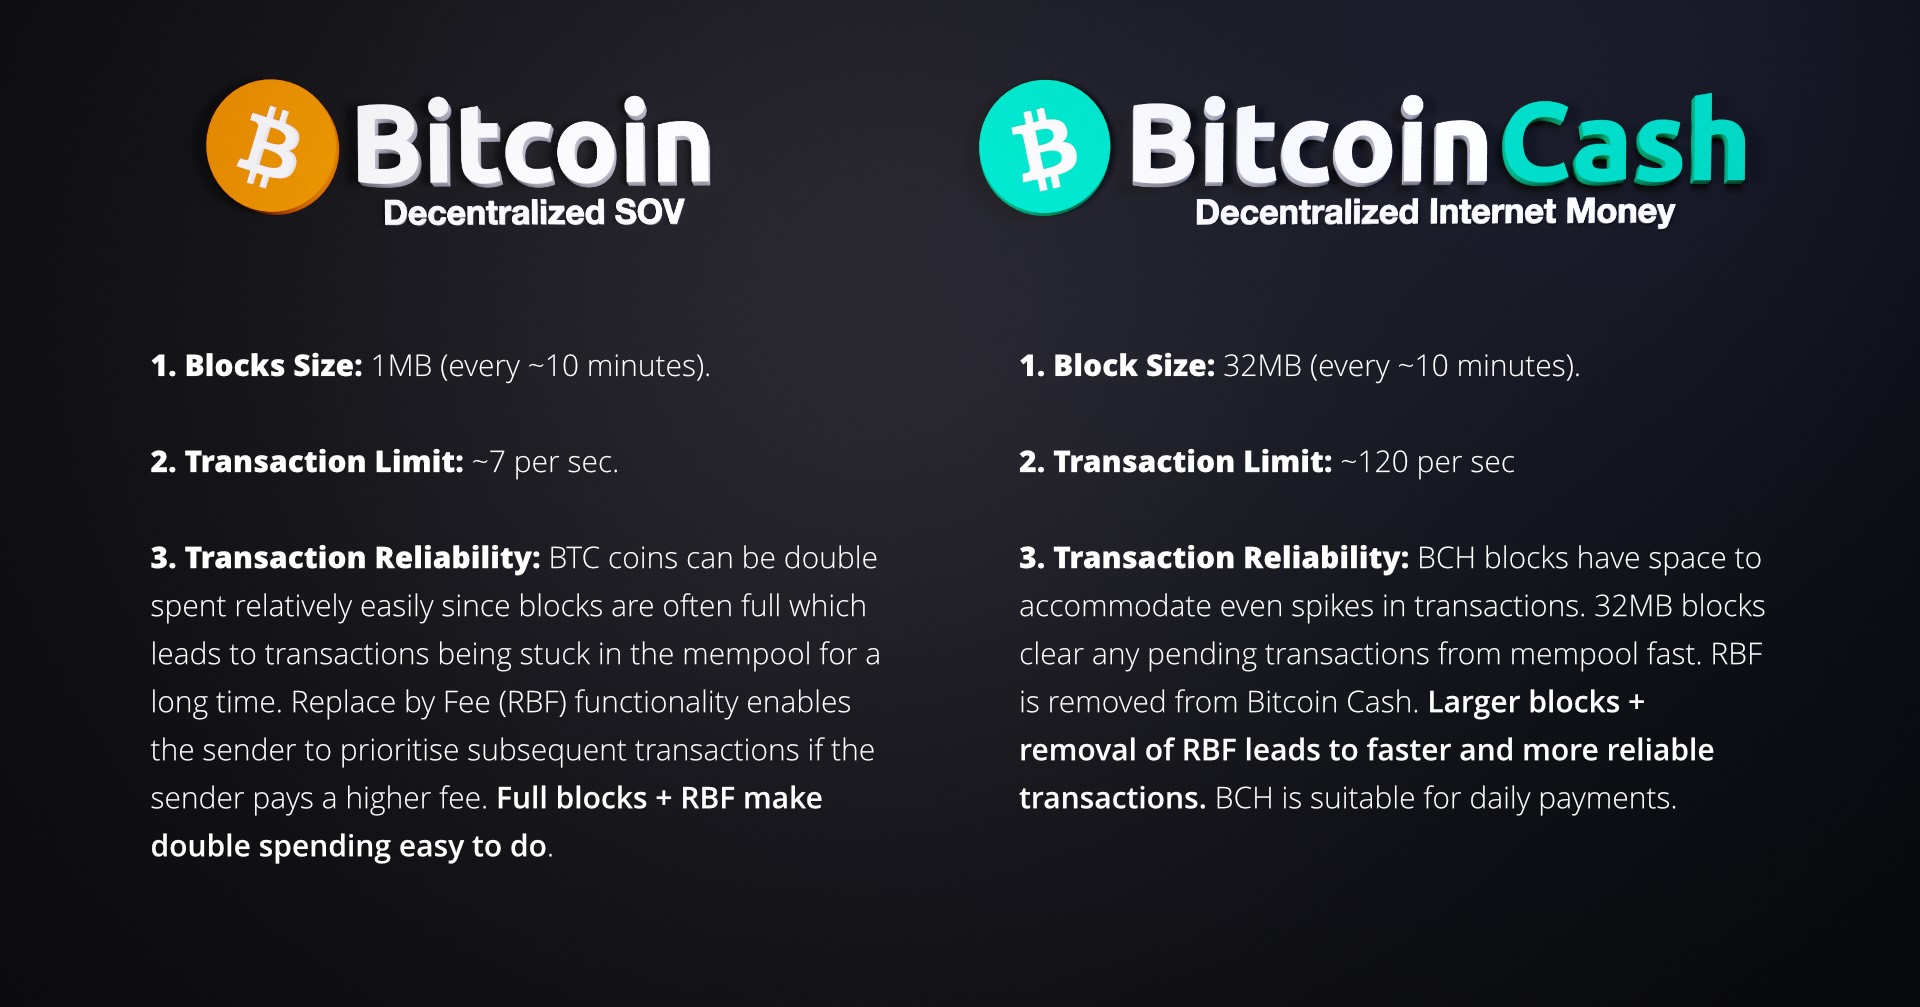 Bitcoin
Decentralized SOV
1. Blocks Size: 1MB (every ~10 minutes).
2. Transaction Limit: ~7 per sec.
3. Transaction Reliability: BTC coins can be double
spent relatively easily since blocks are often full which
leads to transactions being stuck in the mempool for a
long time. Replace by Fee (RBF) functionality enables
the sender to prioritise subsequent transactions if the
sender pays a higher fee. Full blocks + RBF make
double spending easy to do.
BitcoinCash
Decentralized Internet Money
1. Block Size: 32MB (every ~10 minutes).
2. Transaction Limit: ~120 per sec
3. Transaction Reliability: BCH blocks have space to
accommodate even spikes in transactions. 32MB blocks
clear any pending transactions from mempool fast. RBF
is removed from Bitcoin Cash. Larger blocks +
removal of RBF leads to faster and more reliable
transactions. BCH is suitable for daily payments.